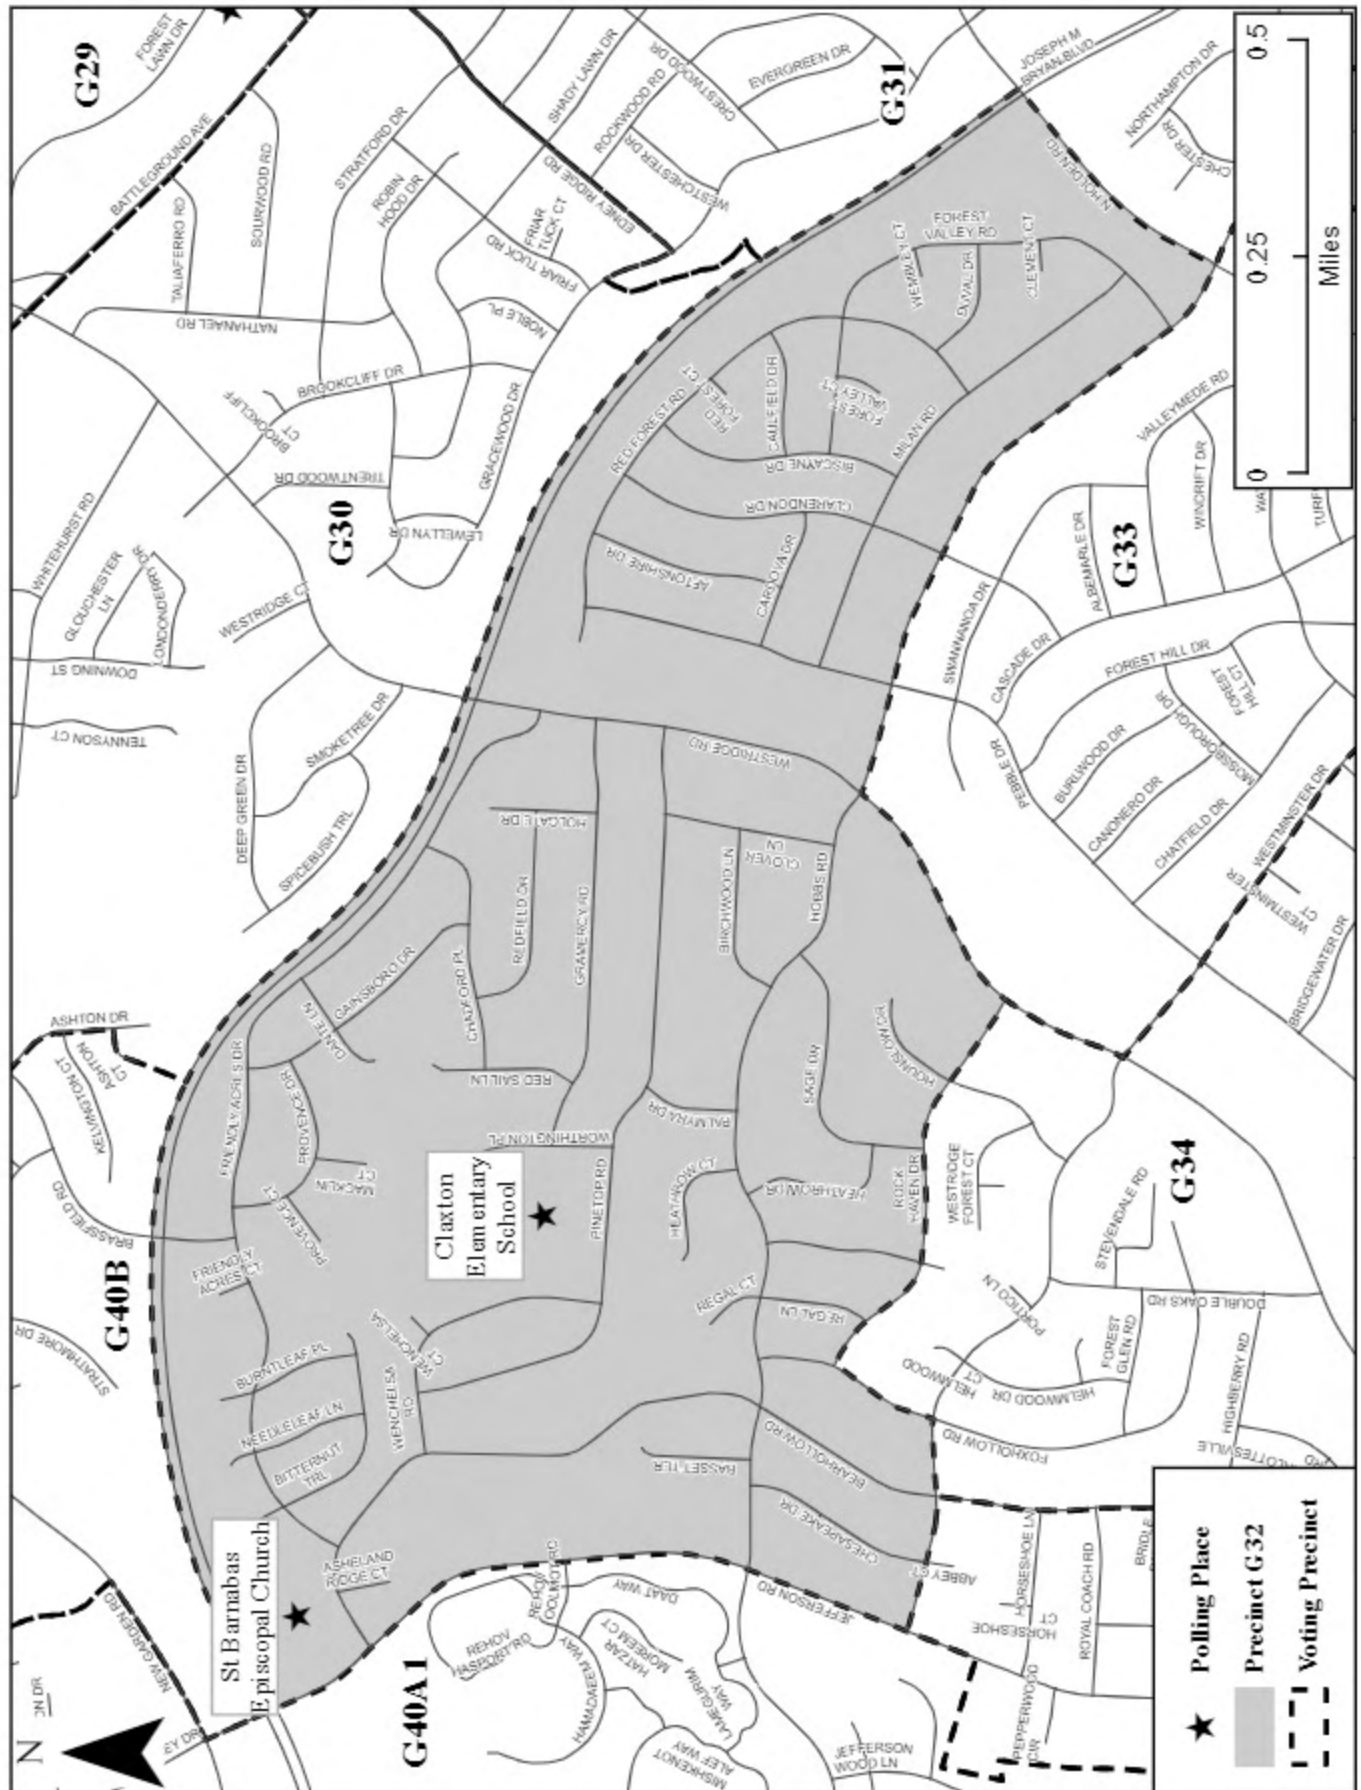 G29
FOREST
LAWN DR
BATTLEGROUND AVE
TALIAFERRO RD
SOURWOOD RD
NATHANAEL RD
STRATFORD DR
ROBIN
HOOD DR
SHADY LAWN DR
ROCKWOOD RD
CRESTWOOD DR
EVERGREEN DR
WESTCHESTER DR
EDNEY RIDGE RD
FRIAR
TUCK CT
FRIAR TUCK RD
NOBLE PL
G31
JOSEPH M
BRYAN BLVD
NORTHAMPTON DR
CHESTER DR
N HOLDEN RD
BROOKCLIFF DR
BROOKCLIFF
CT
TRENTWOOD DR
GRACEWOOD DR
LEWELLYN DR
G30
WHITEHURST RD
GLOUCHESTER
LN
LONDONDERRY DR
DOWNING ST
TENNYSON CT
WESTRIDGE CT
SMOKETREE DR
DEEP GREEN DR
SPICEBUSH TRL
WEMBLEY CT
FOREST
VALLEY RD
DUVAL DR
CLEMENT CT
RED FOREST RD
RED
FOREST CT
CAULFIELD DR
FOREST
VALLEY CT
BISCAYNE DR
MILAN RD
CLARENDON DR
AFTONSHIRE DR
CARDOVA DR
VALLEYMEDE RD
WINDRIFT DR
ALBEMARLE DR
G33
SWANNANOA DR
CASCADE DR
FOREST HILL DR
FOREST
HILL CT
MOSSBOROUGH DR
BURLWOOD DR
CANONERO DR
CHATFIELD DR
PEBBLE DR
WESTMINSTER DR
WESTMINSTER
CT
BRIDGEWATER DR
WESTRIDGE RD
HOLGATE DR
REDFIELD DR
GRAMERCY RD
CLOVER
LN
BIRCHWOOD LN
HOBBS RD
GAINSBORO DR
DANTE LN
CHADFORD PL
RED SAIL LN
SAGE DR
HOUNSLOW DR
ASHTON DR
ASHTON
CT
KELVINGTON CT
BRASSFIELD RD
FRIENDLY ACRES DR
PROVENCE DR
MACKLIN
CT
PROVENCE CT
FRIENDLY
ACRES CT
WORTHINGTON PL
PALMYRA DR
Claxton
Elementary
School
PINETOP RD
HEATHROW CT
HEATHROW DR
ROCK
HAVEN DR
WESTRIDGE
FOREST CT
STEVENDALE RD
G34
G40B
STRATHMORE DR
BURNTLEAF PL
NEEDLELEAF LN
BITTERNUT
TRL
WENCHELSA
CT
WENCHELSA
RD
REGAL CT
REGAL LN
PORTICO LN
DOUBLE OAKS RD
FOREST
GLEN RD
HELMWOOD
CT
HELMWOOD DR
HIGHBERRY RD
FOXHOLLOW RD
BASSET TER
BEARHOLLOW RD
CHESAPEAKE DR
ABBEY CT
HORSESHOE LN
HORSESHOE
CT
ROYAL COACH RD
BRIDLE
St Barnabas
Episcopal Church
ASHELAND
RIDGE CT
NEW GARDEN RD
JEFFERSON RD
DAAT WAY
REHOV
HASPORT RD
HAMADAEEM WAY
HATZAR
MOREEM CT
LAMEGURIM
WAY
MISHKENOT
ALEF WAY
G40A1
JEFFERSON
WOOD LN
PEPPERWOOD
CIR
N
0
0.25
0.5
Miles
Polling Place
Precinct G32
Voting Precinct